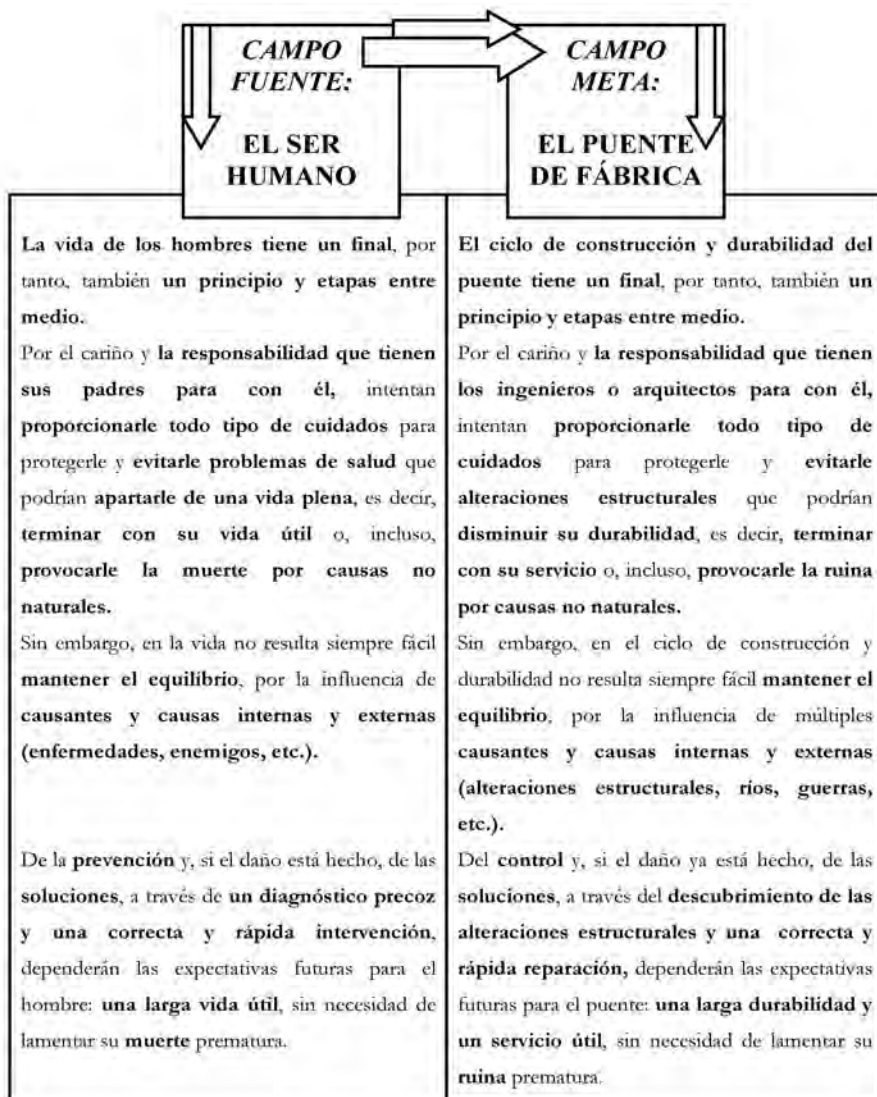 CAMPO
FUENTE:
EL SER
HUMANO
CAMPO
META:
EL PUENTE
DE FÁBRICA
La vida de los hombres tiene un final, por
tanto, también un principio y etapas entre
medio.
Por el cariño y la responsabilidad que tienen
sus padres para con él, intentan
proporcionarle todo tipo de cuidados para
protegerle y evitarle problemas de salud que
podrían apartarle de una vida plena, es decir,
terminar con su vida útil o, incluso,
provocarle la muerte por causas no
naturales.
Sin embargo, en la vida no resulta siempre fácil
mantener el equilibrio, por la influencia de
causantes y causas internas y externas
(enfermedades, enemigos, etc.).
De la prevención y, si el daño está hecho, de las
soluciones, a través de un diagnóstico precoz
y una correcta y rápida intervención,
dependerán las expectativas futuras para el
hombre: una larga vida útil, sin necesidad de
lamentar su muerte prematura.
El ciclo de construcción y durabilidad del
puente tiene un final, por tanto, también un
principio y etapas entre medio.
Por el cariño y la responsabilidad que tienen
los ingenieros o arquitectos para con él,
intentan proporcionarle todo tipo de
cuidados para protegerle y evitarle
alteraciones estructurales que podrían
disminuir su durabilidad, es decir, terminar
con su servicio o, incluso, provocarle la ruina
por causas no naturales.
Sin embargo, en el ciclo de construcción y
durabilidad no resulta siempre fácil mantener el
equilibrio, por la influencia de múltiples
causantes y causas internas y externas
(alteraciones estructurales, ríos, guerras,
etc.).
Del control y, si el daño ya está hecho, de las
soluciones, a través del descubrimiento de las
alteraciones estructurales y una correcta y
rápida reparación, dependerán las expectativas
futuras para el puente: una larga durabilidad y
un servicio útil, sin necesidad de lamentar su
ruina prematura.